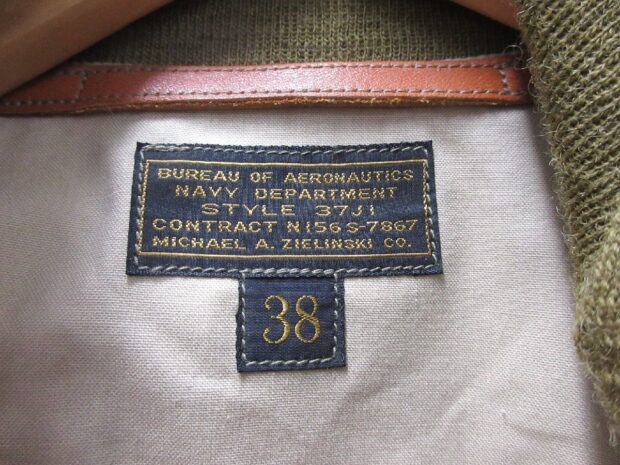 BUREAU OF AERONAUTICS
NAVY DEPARTMENT
STYLE 37J1
CONTRACT N156S-7867
MICHAEL A. ZIELINSKI CO.
38